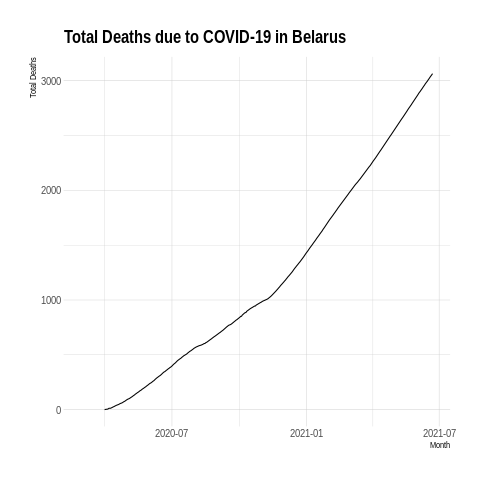 Total Deaths due to COVID-19 in Belarus
Total Deaths
3000
2000
1000
0
2020-07 2021-01 2021-07
Month